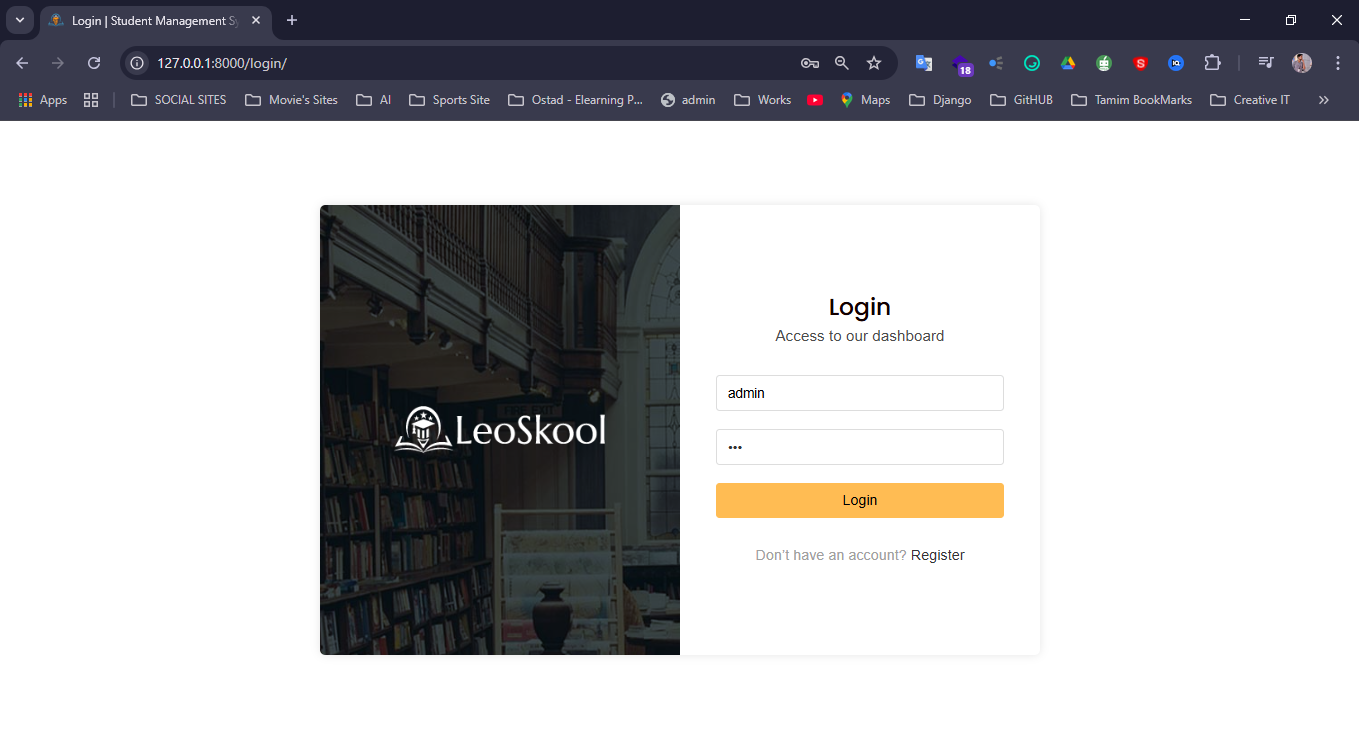 Login | Student Management Sy
127.0.0.1:8000/login/
18
Apps
SOCIAL SITES
Movie's Sites
AI
Sports Site
Ostad - Elearning P...
admin
Works
Maps
Django
GitHUB
Tamim BookMarks
Creative IT
»
LeoSkool
Login
Access to our dashboard
admin
•••
Login
Don't have an account? Register